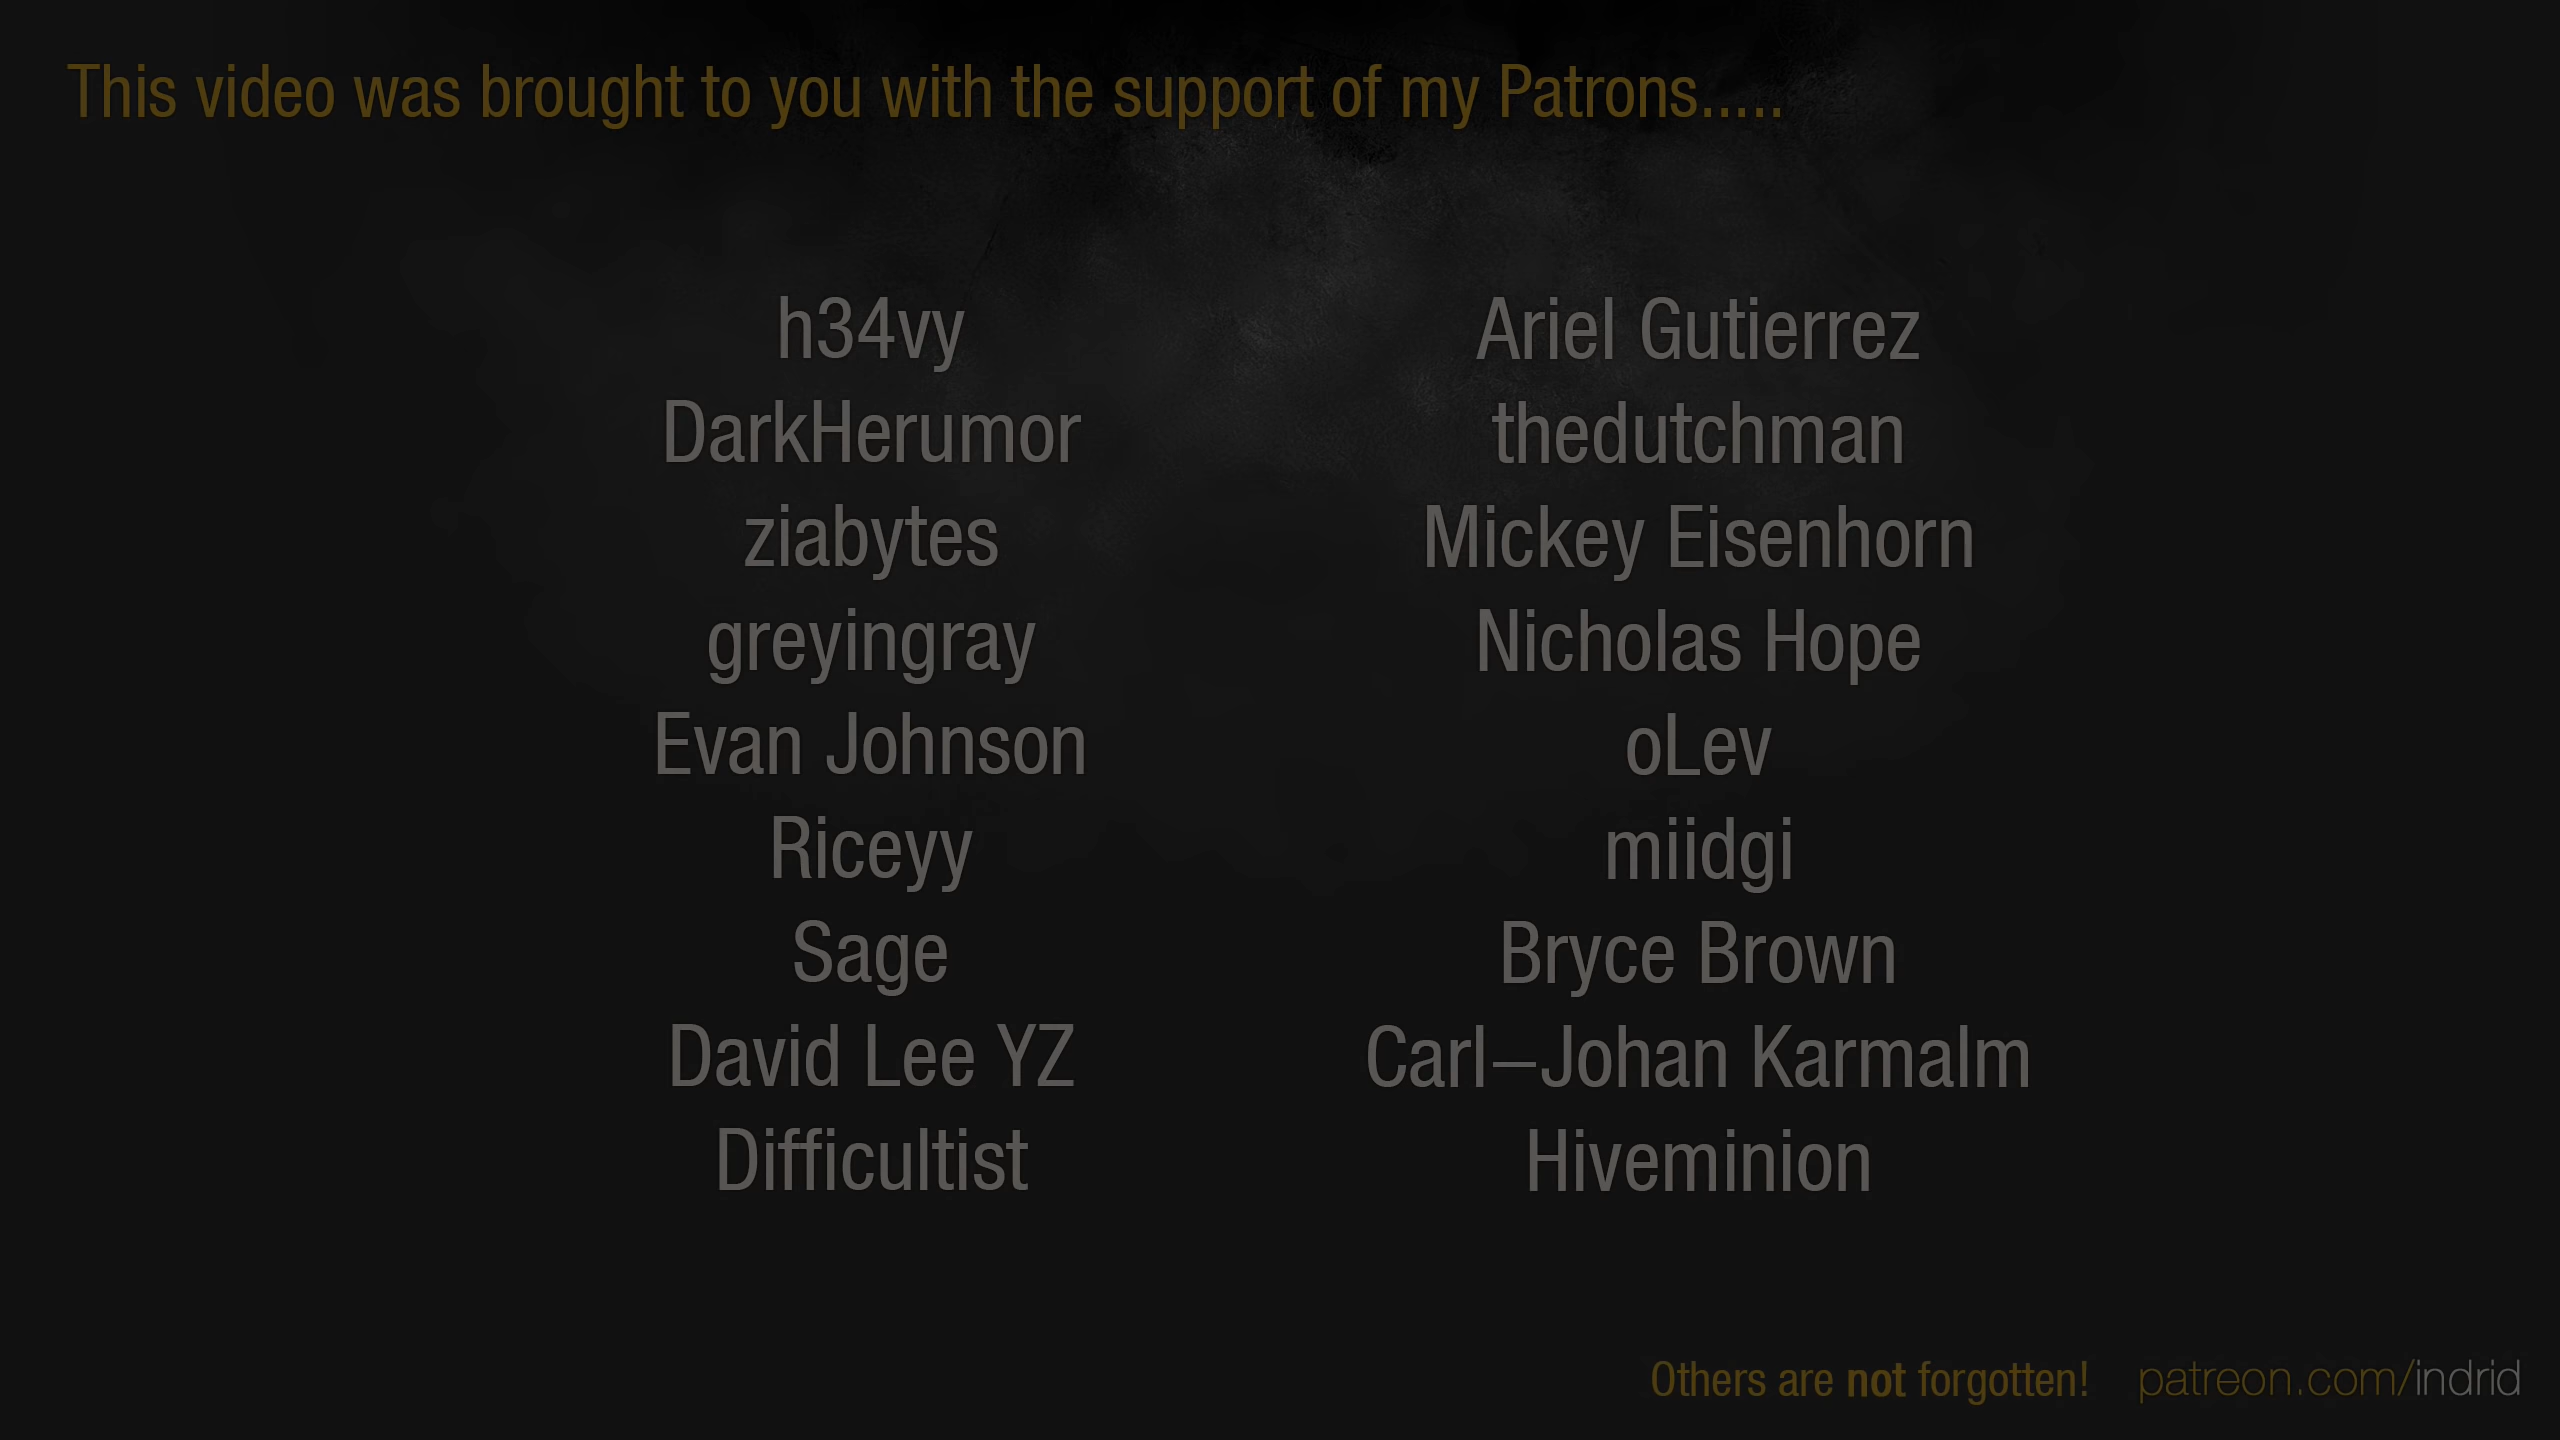 This video was brought to you with the support of my Patrons.....
h34vy
DarkHerumor
ziabytes
greyingray
Evan Johnson
Riceyy
Sage
David Lee YZ
Difficultist
Ariel Gutierrez
thedutchman
Mickey Eisenhorn
Nicholas Hope
oLev
miidgi
Bryce Brown
Carl–Johan Karmalm
Hiveminion
Others are not forgotten! patreon.com/indrid